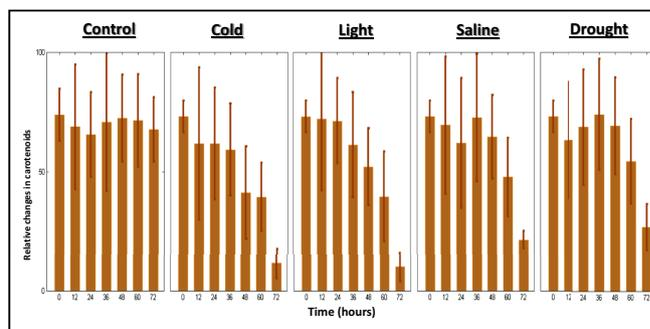 Control Cold Light Saline Drought
100
50
0
Relative changes in carotenoids
0 12 24 36 48 60 72 0 12 24 36 48 60 72 0 12 24 36 48 60 72 0 12 24 36 48 60 72 0 12 24 36 48 60 72
Time (hours)